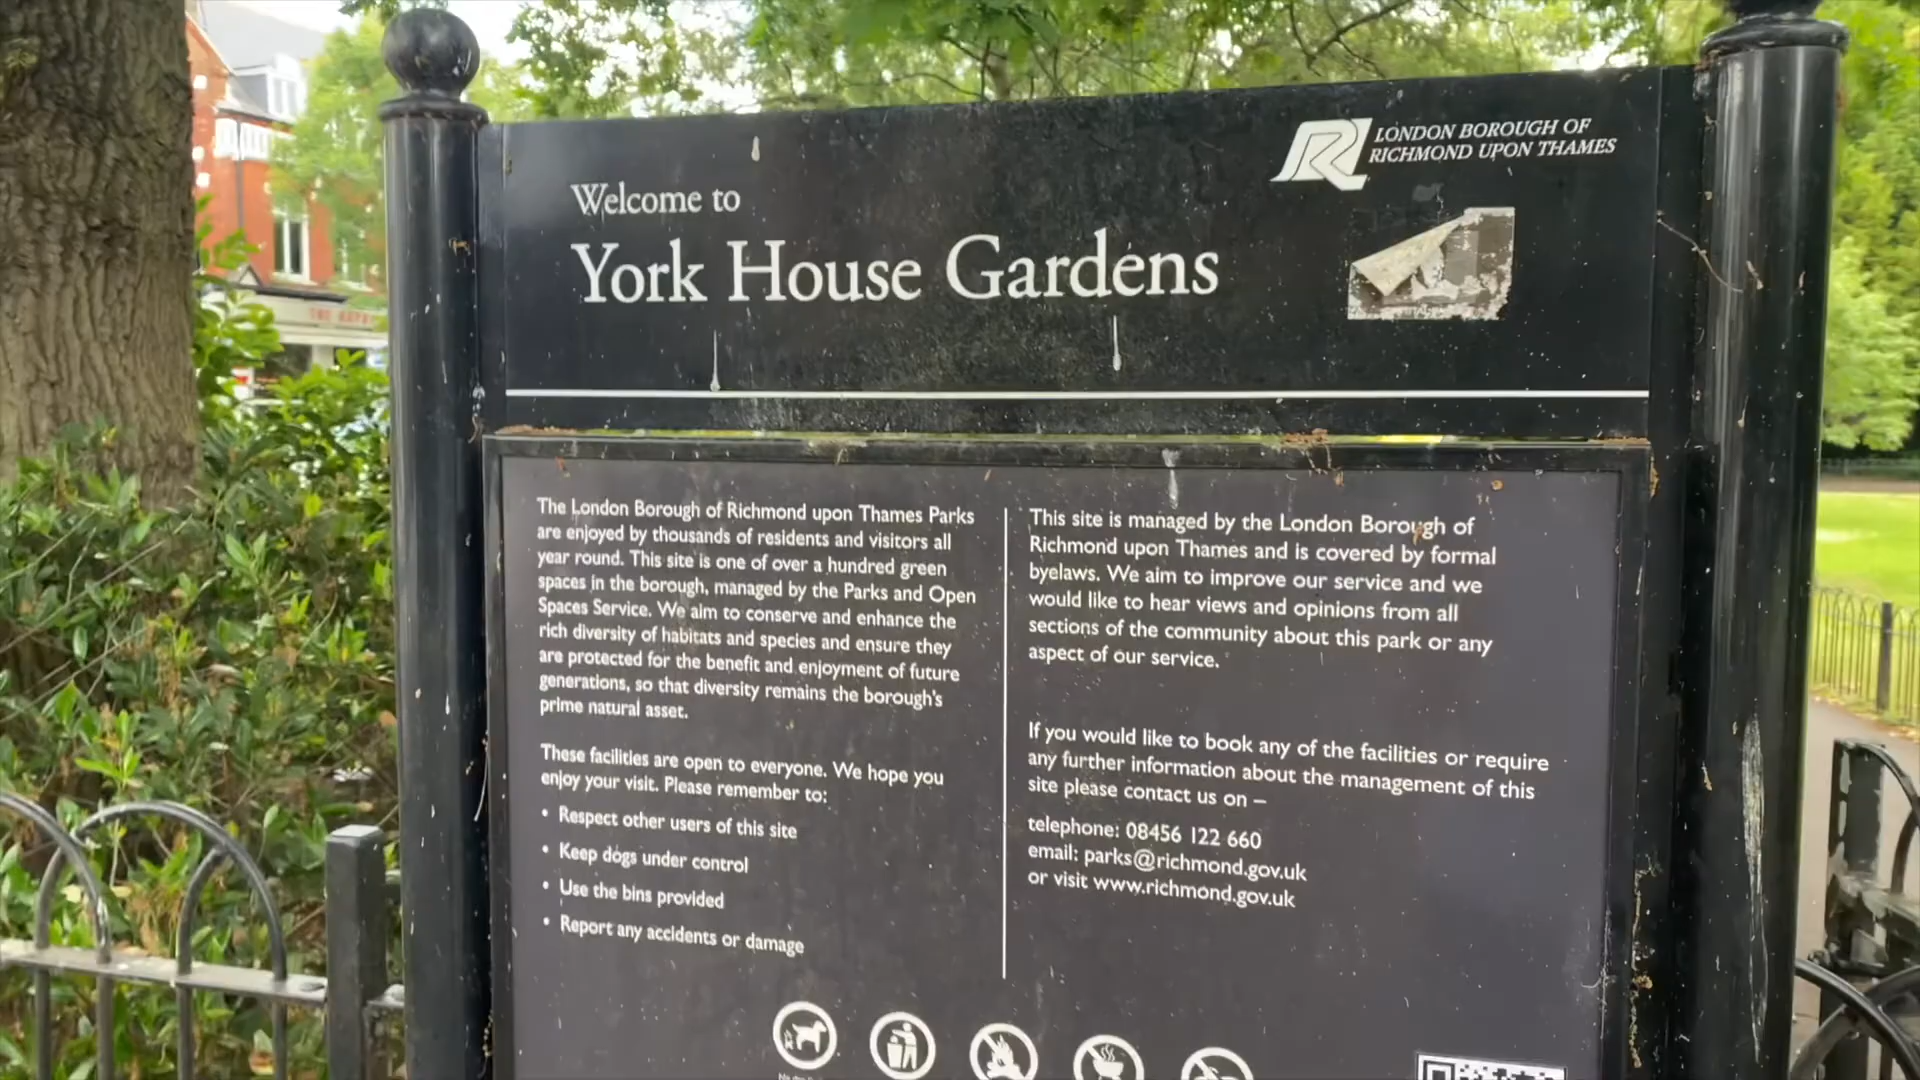 LONDON BOROUGH OF
RICHMOND UPON THAMES
Welcome to
York House Gardens
The London Borough of Richmond upon Thames Parks
are enjoyed by thousands of residents and visitors all
year round. This site is one of over a hundred green
spaces in the borough, managed by the Parks and Open
Spaces Service. We aim to conserve and enhance the
rich diversity of habitats and species and ensure they
are protected for the benefit and enjoyment of future
generations, so that diversity remains the borough's
prime natural asset.
These facilities are open to everyone. We hope you
enjoy your visit. Please remember to:
• Respect other users of this site
• Keep dogs under control
• Use the bins provided
• Report any accidents or damage
This site is managed by the London Borough of
Richmond upon Thames and is covered by formal
byelaws. We aim to improve our service and we
would like to hear views and opinions from all
sections of the community about this park or any
aspect of our service.
If you would like to book any of the facilities or require
any further information about the management of this
site please contact us on –
telephone: 08456 122 660
email: parks@richmond.gov.uk
or visit www.richmond.gov.uk